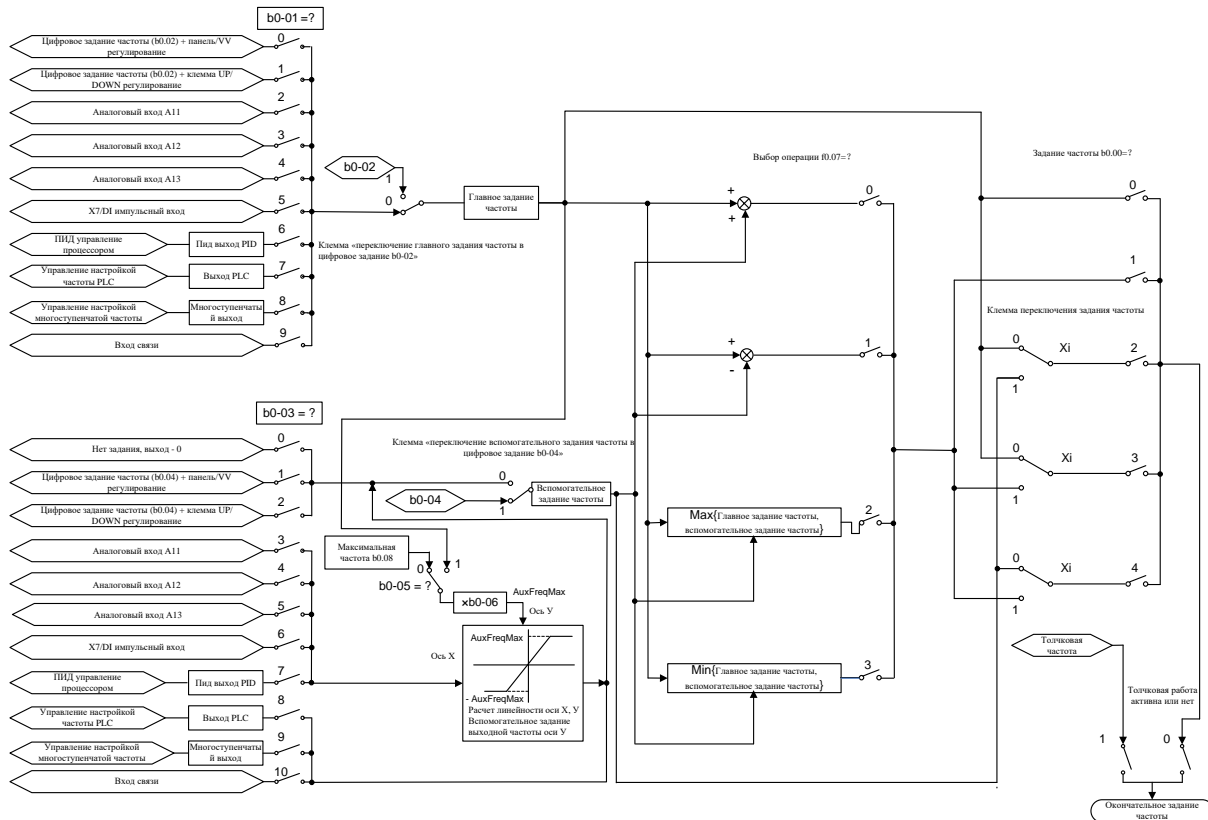 b0-01 =?
Цифровое задание частоты (b0.02) + панель/VV
регулирование
0
Цифровое задание частоты (b0.02) + клемма UP/
DOWN регулирование
1
Аналоговый вход А11
2
Аналоговый вход А12
3
Аналоговый вход А13
4
X7/DI импульсный вход
5
ПИД управление
процессором
Пид выход PID
6
Управление настройкой
частоты PLC
Выход PLC
7
Управление настройкой
многоступенчатой частоты
Многоступенчаты
й выход
8
Вход связи
9
b0-02
1
0
Главное задание
частоты
Клемма «переключение главного задания частоты в
цифровое задание b0-02»
Выбор операции f0.07=?
+
+
0
+
-
1
Max{Главное задание частоты,
вспомогательное задание частоты}
2
Min{Главное задание частоты,
вспомогательное задание частоты}
3
Задание частоты b0.00=?
0
1
Клемма переключения задания частоты
0
Xi
2
1
0
Xi
3
1
0
Xi
4
1
b0-03 = ?
Нет задания, выход - 0
0
Цифровое задание частоты (b0.04) + панель/VV
регулирование
1
Цифровое задание частоты (b0.04) + клемма UP/
DOWN регулирование
2
Аналоговый вход А11
3
Аналоговый вход А12
4
Аналоговый вход А13
5
X7/DI импульсный вход
6
ПИД управление
процессором
Пид выход PID
7
Управление настройкой
частоты PLC
Выход PLC
8
Управление настройкой
многоступенчатой частоты
Многоступенчаты
й выход
9
Вход связи
10
Клемма «переключение вспомогательного задания частоты в
цифровое задание b0-04»
0
b0-04
1
Вспомогательное
задание частоты
Максимальная
частота b0.08
0
1
b0-05 = ?
×b0-06
AuxFreqMax
Ось У
Ось X
AuxFreqMax
- AuxFreqMax
Расчет линейности оси X, У
Вспомогательное задание
выходной частоты оси У
Толчковая
частота
Толчковая работа
активна или нет
1
0
Окончательное задание
частоты